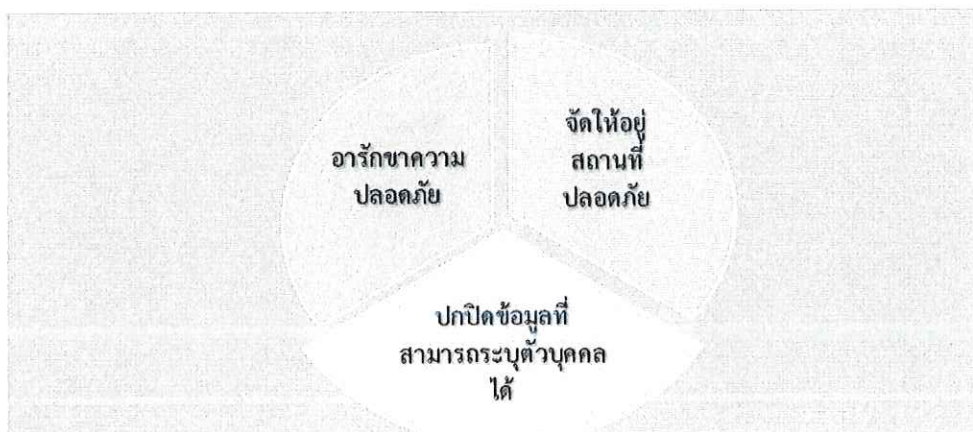 อารักขาความ
ปลอดภัย
จัดให้อยู่
สถานที่
ปลอดภัย
ปกปิดข้อมูลที่
สามารถระบุตัวบุคคล
ได้